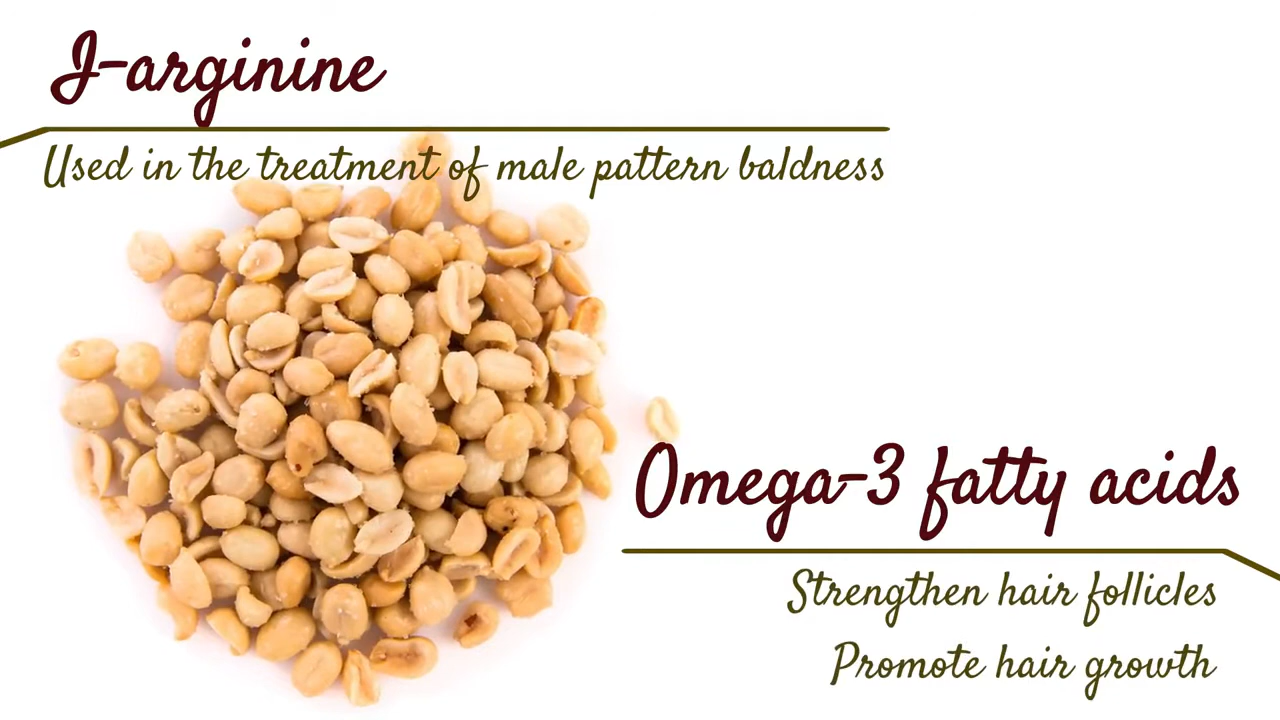 I-arginine
Used in the treatment of male pattern baldness
Omega-3 fatty acids
Strengthen hair follicles
Promote hair growth